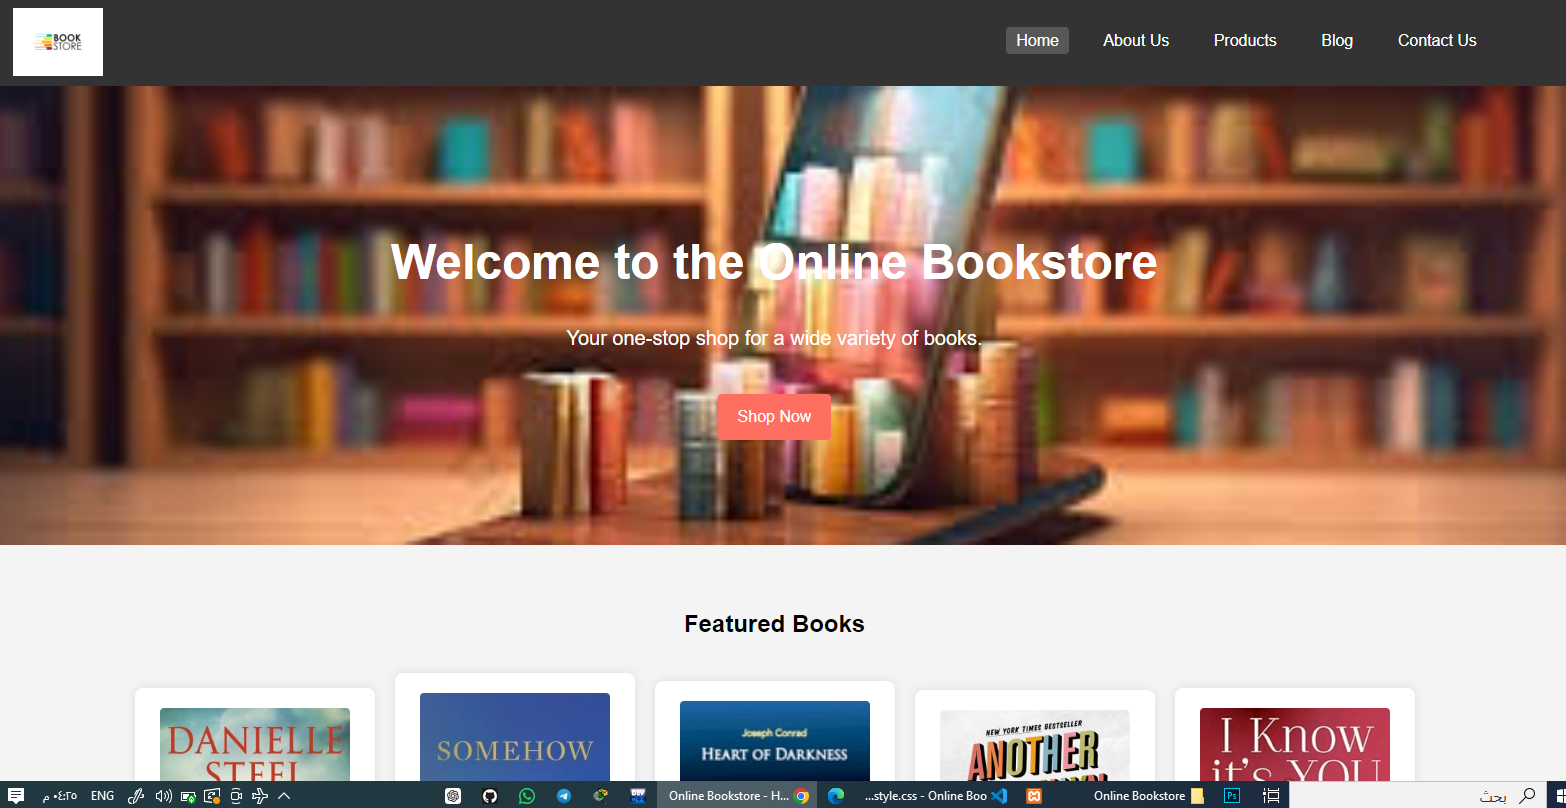 BOOK
STORE
Home
About Us
Products
Blog
Contact Us
Welcome to the Online Bookstore
Your one-stop shop for a wide variety of books.
Shop Now
Featured Books
DANIELLE
STEEL
SOMEHOW
Joseph Conrad
HEART OF DARKNESS
NEW YORK TIMES BESTSELLER
ANOTHER
I Know
it's YOU
م ٠٤:٢٥
ENG
Online Bookstore - H...
...style.css - Online Boo
Online Bookstore
Ps
بحث